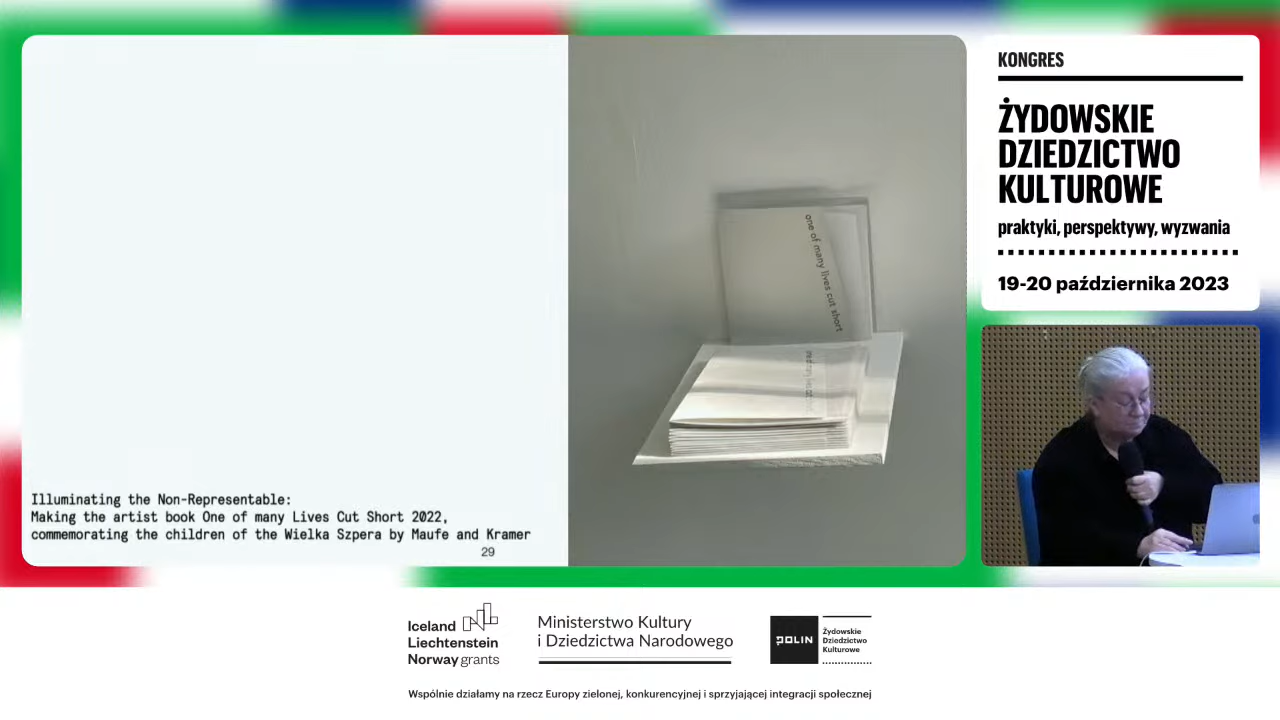 KONGRES
ŻYDOWSKIE
DZIEDZICTWO
KULTUROWE
praktyki, perspektywy, wyzwania
19-20 października 2023
one of many lives cut short
Illuminating the Non-Representable:
Making the artist book One of many Lives Cut Short 2022,
commemorating the children of the Wielka Szpera by Maufe and Kramer
29
Iceland
Liechtenstein
Norway grants
Ministerstwo Kultury
i Dziedzictwa Narodowego
POLIN
Żydowskie
Dziedzictwo
Kulturowe
Wspólnie działamy na rzecz Europy zielonej, konkurencyjnej i sprzyjającej integracji społecznej